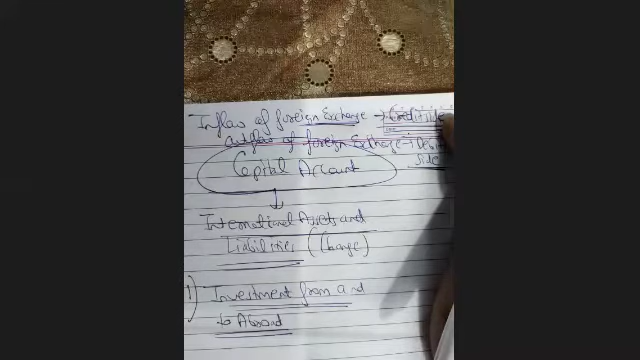 Inflow of foreign Exchange → Credit side
Outflow of foreign Exchange → Debit side
Capital Account
↓
International Assets and
Liabilities (Change)
1) Investment from and
to Abroad